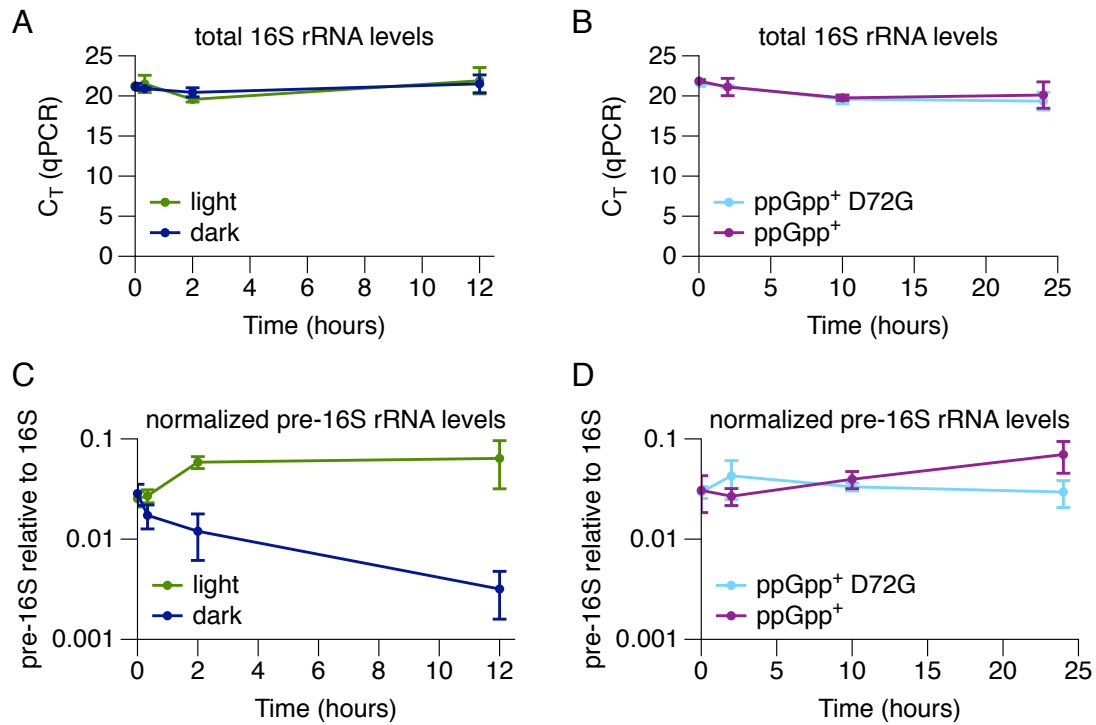 A
total 16S rRNA levels
25
20
15
10
5
0
C_T (qPCR)
light
dark
0 2 4 6 8 10 12
Time (hours)
B
total 16S rRNA levels
25
20
15
10
5
0
C_T (qPCR)
ppGpp⁺ D72G
ppGpp⁺
0 5 10 15 20 25
Time (hours)
C
normalized pre-16S rRNA levels
0.1
0.01
0.001
pre-16S relative to 16S
light
dark
0 2 4 6 8 10 12
Time (hours)
D
normalized pre-16S rRNA levels
0.1
0.01
0.001
pre-16S relative to 16S
ppGpp⁺ D72G
ppGpp⁺
0 5 10 15 20 25
Time (hours)